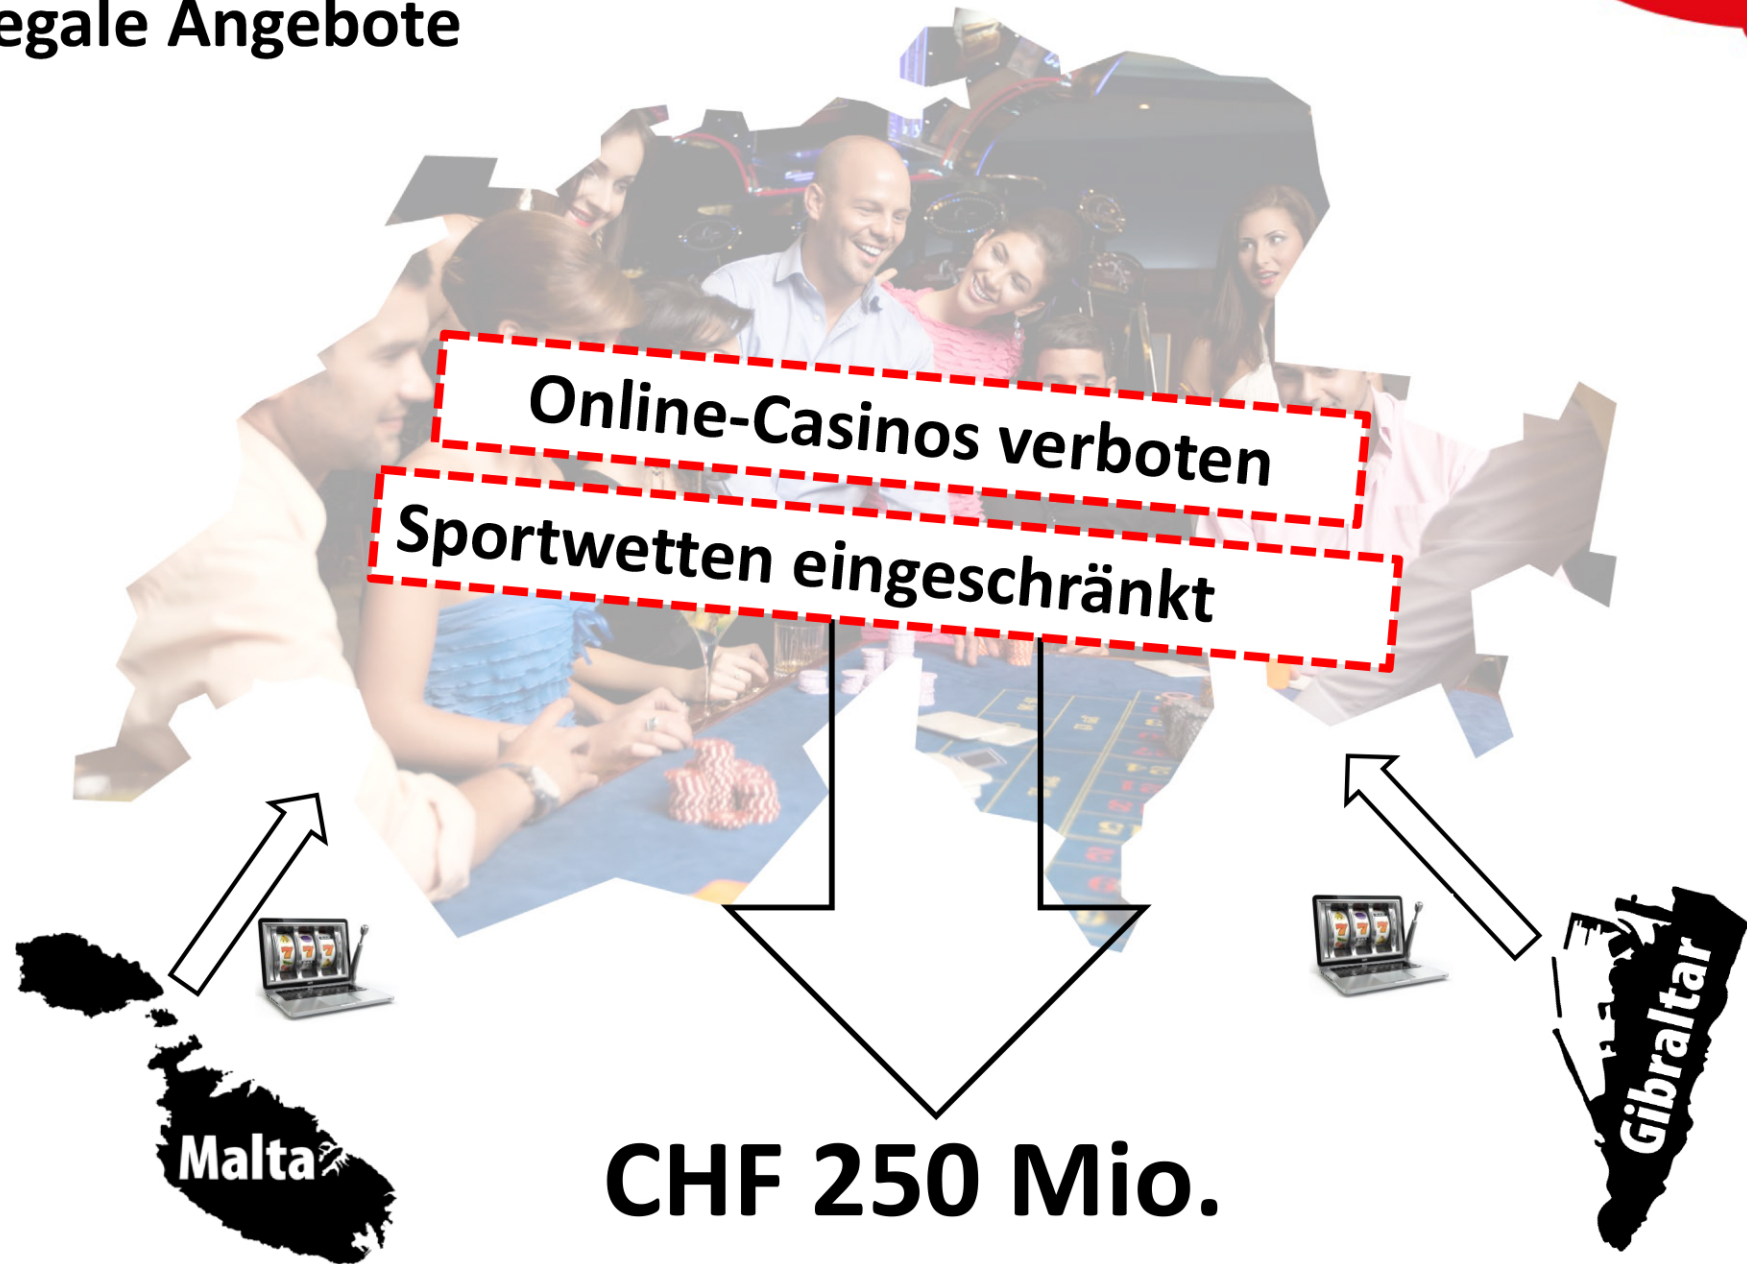 egale Angebote
Online-Casinos verboten
Sportwetten eingeschränkt
Malta
Gibraltar
CHF 250 Mio.